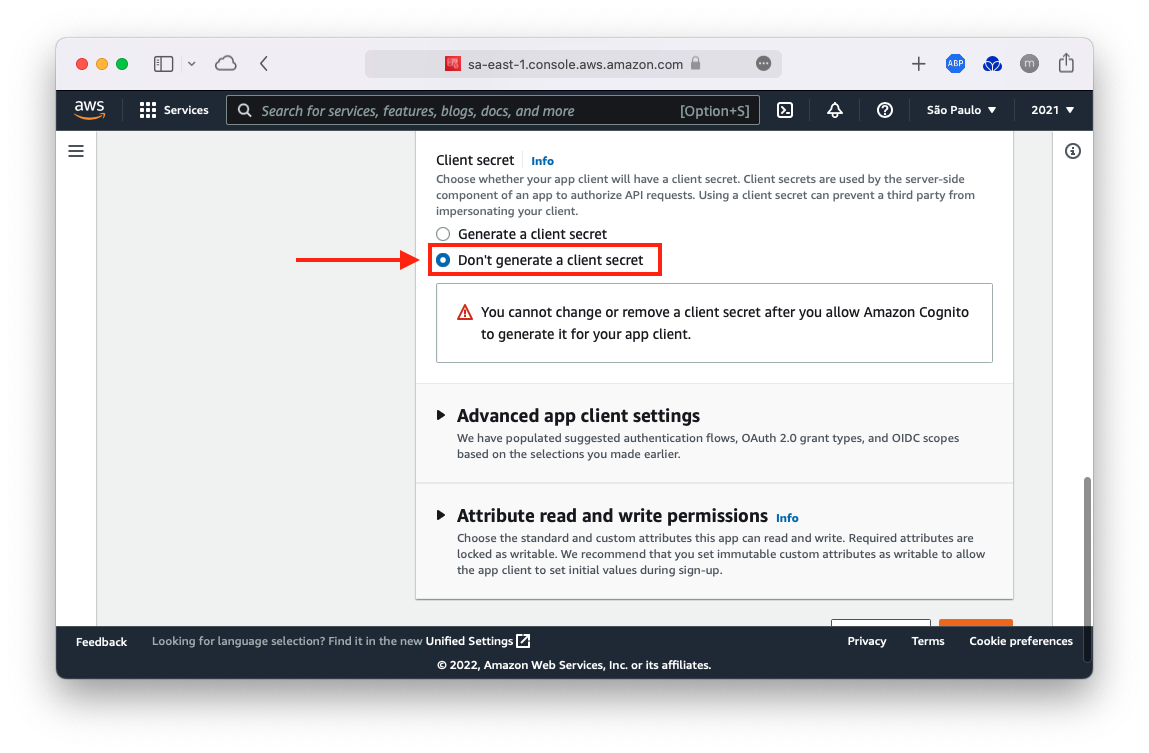 sa-east-1.console.aws.amazon.com
ABP
m
aws
Services
Search for services, features, blogs, docs, and more
[Option+S]
São Paulo
2021
Client secret
Info
Choose whether your app client will have a client secret. Client secrets are used by the server-side
component of an app to authorize API requests. Using a client secret can prevent a third party from
impersonating your client.
Generate a client secret
Don't generate a client secret
You cannot change or remove a client secret after you allow Amazon Cognito
to generate it for your app client.
Advanced app client settings
We have populated suggested authentication flows, OAuth 2.0 grant types, and OIDC scopes
based on the selections you made earlier.
Attribute read and write permissions Info
Choose the standard and custom attributes this app can read and write. Required attributes are
locked as writable. We recommend that you set immutable custom attributes as writable to allow
the app client to set initial values during sign-up.
Feedback
Looking for language selection? Find it in the new Unified Settings
Privacy
Terms
Cookie preferences
© 2022, Amazon Web Services, Inc. or its affiliates.